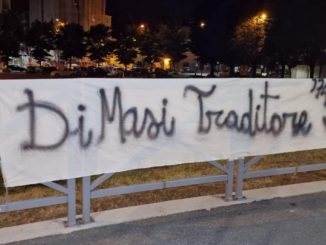 Di Masi Traditore